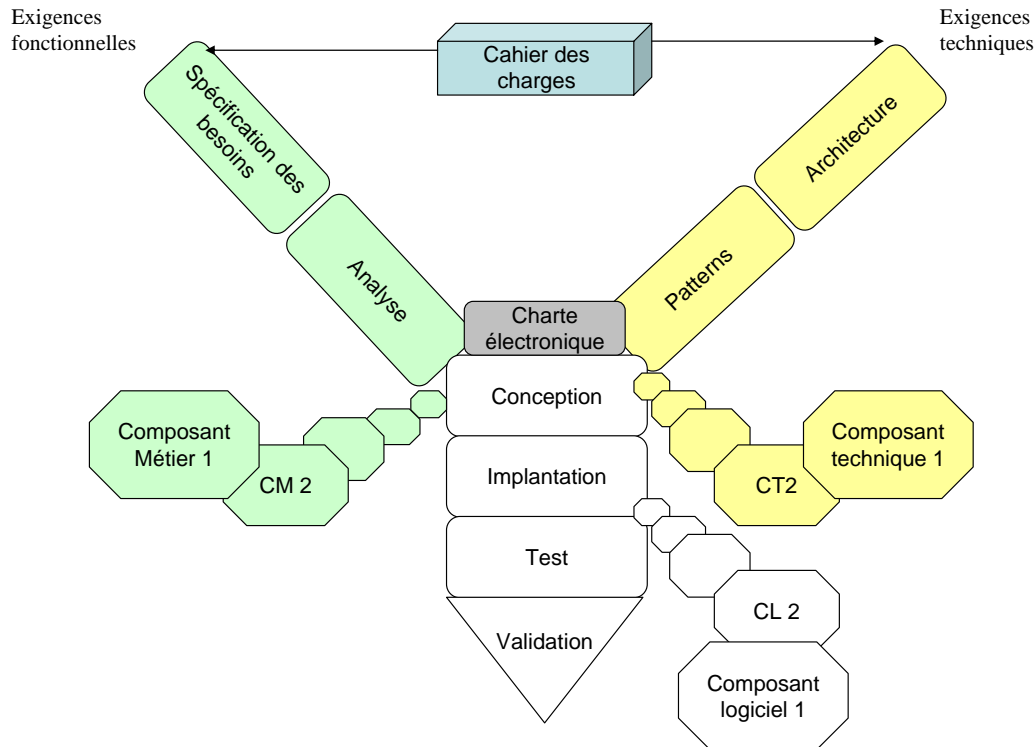 Exigences
fonctionnelles
Exigences
techniques
Cahier des
charges
Spécification des
besoins
Architecture
Analyse
Patterns
Charte
électronique
Conception
Composant
Métier 1
CM 2
Implantation
CT2
Composant
technique 1
Test
CL 2
Validation
Composant
logiciel 1